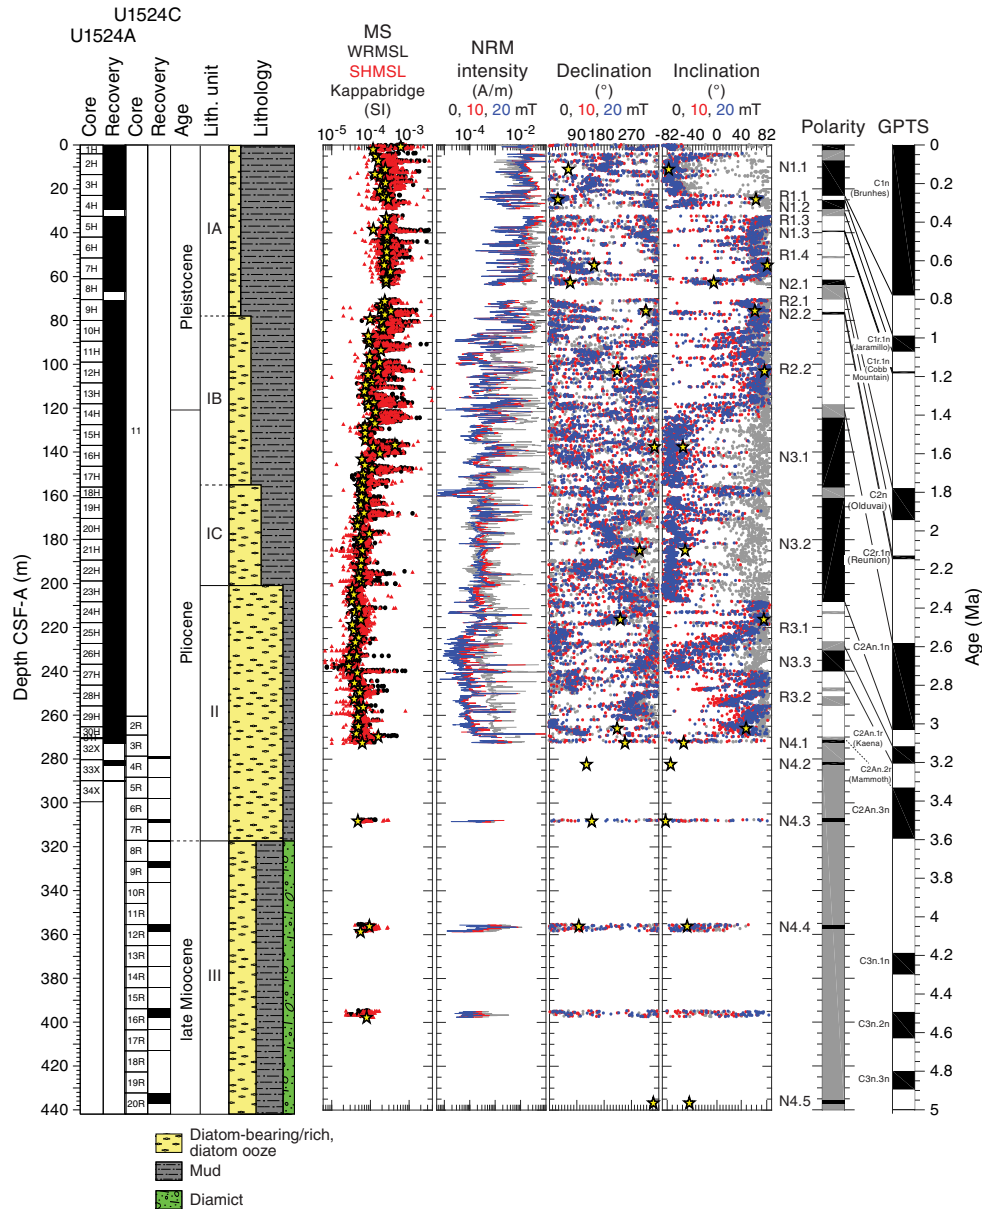 U1524C
U1524A
Core
Recovery
Core
Recovery
Age
Lith. unit
Lithology
MS
WRMSL
SHMSL
Kappabridge
(SI)
NRM
intensity
(A/m)
0, 10, 20 mT
Declination
(°)
0, 10, 20 mT
Inclination
(°)
0, 10, 20 mT
Polarity
GPTS
10-5 10-4 10-3
10-4 10-2
90 180 270
-82 -40 0 40 82
Depth CSF-A (m)
0
20
40
60
80
100
120
140
160
180
200
220
240
260
280
300
320
340
360
380
400
420
440
1H
2H
3H
4H
5H
6H
7H
8H
9H
10H
11H
12H
13H
14H
15H
16H
17H
18H
19H
20H
21H
22H
23H
24H
25H
26H
27H
28H
29H
30H
32X
33X
34X
11
2R
3R
4R
5R
6R
7R
8R
9R
10R
11R
12R
13R
14R
15R
16R
17R
18R
19R
20R
Pleistocene
Pliocene
late Miocene
IA
IB
IC
II
III
N1.1
R1.1
N1.2
R1.3
N1.3
R1.4
N2.1
R2.1
N2.2
R2.2
N3.1
N3.2
R3.1
N3.3
R3.2
N4.1
N4.2
N4.3
N4.4
N4.5
C1n
(Brunhes)
C1r.1n
(Jaramillo)
C1r.1n
(Cobb
Mountain)
C2n
(Olduvai)
C2r.1n
(Reunion)
C2An.1n
C2An.1r
(Kaena)
C2An.2r
(Mammoth)
C2An.3n
C3n.1n
C3n.2n
C3n.3n
0
0.2
0.4
0.6
0.8
1
1.2
1.4
1.6
1.8
2
2.2
2.4
2.6
2.8
3
3.2
3.4
3.6
3.8
4
4.2
4.4
4.6
4.8
5
Age (Ma)
Diatom-bearing/rich,
diatom ooze
Mud
Diamict